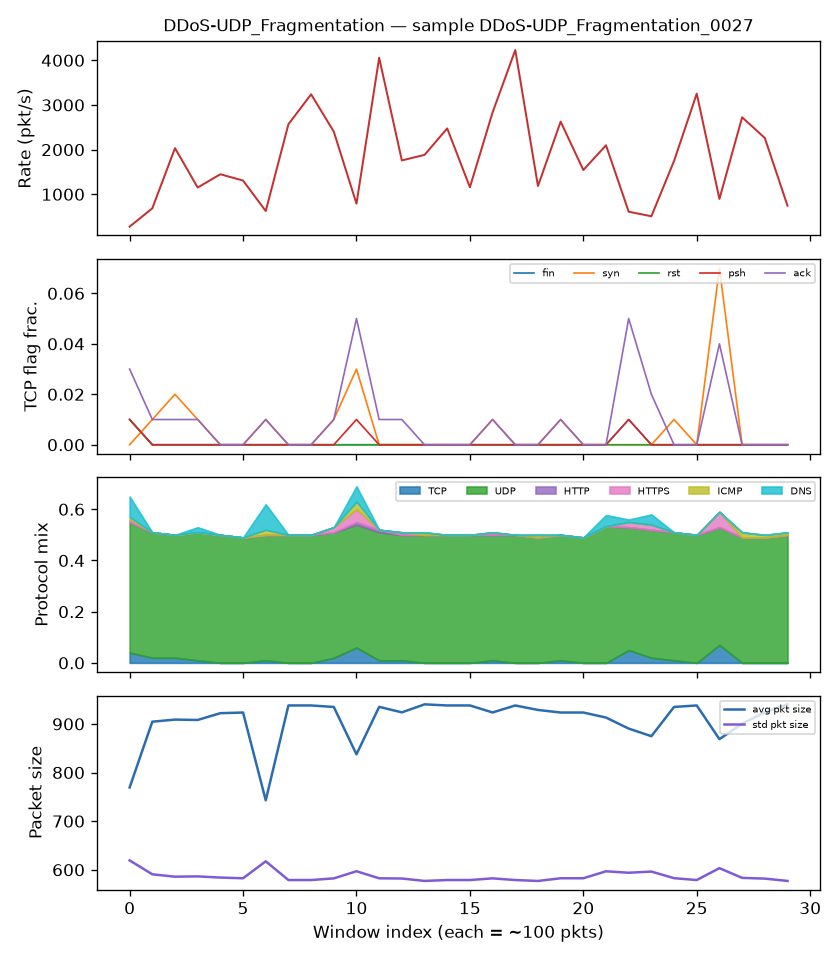 DDoS-UDP_Fragmentation — sample DDoS-UDP_Fragmentation_0027
4000
3000
2000
1000
Rate (pkt/s)
fin syn rst psh ack
0.06
0.04
0.02
0.00
TCP flag frac.
TCP UDP HTTP HTTPS ICMP DNS
0.6
0.4
0.2
0.0
Protocol mix
avg pkt size
std pkt size
900
800
700
600
Packet size
0 5 10 15 20 25 30
Window index (each = ~100 pkts)